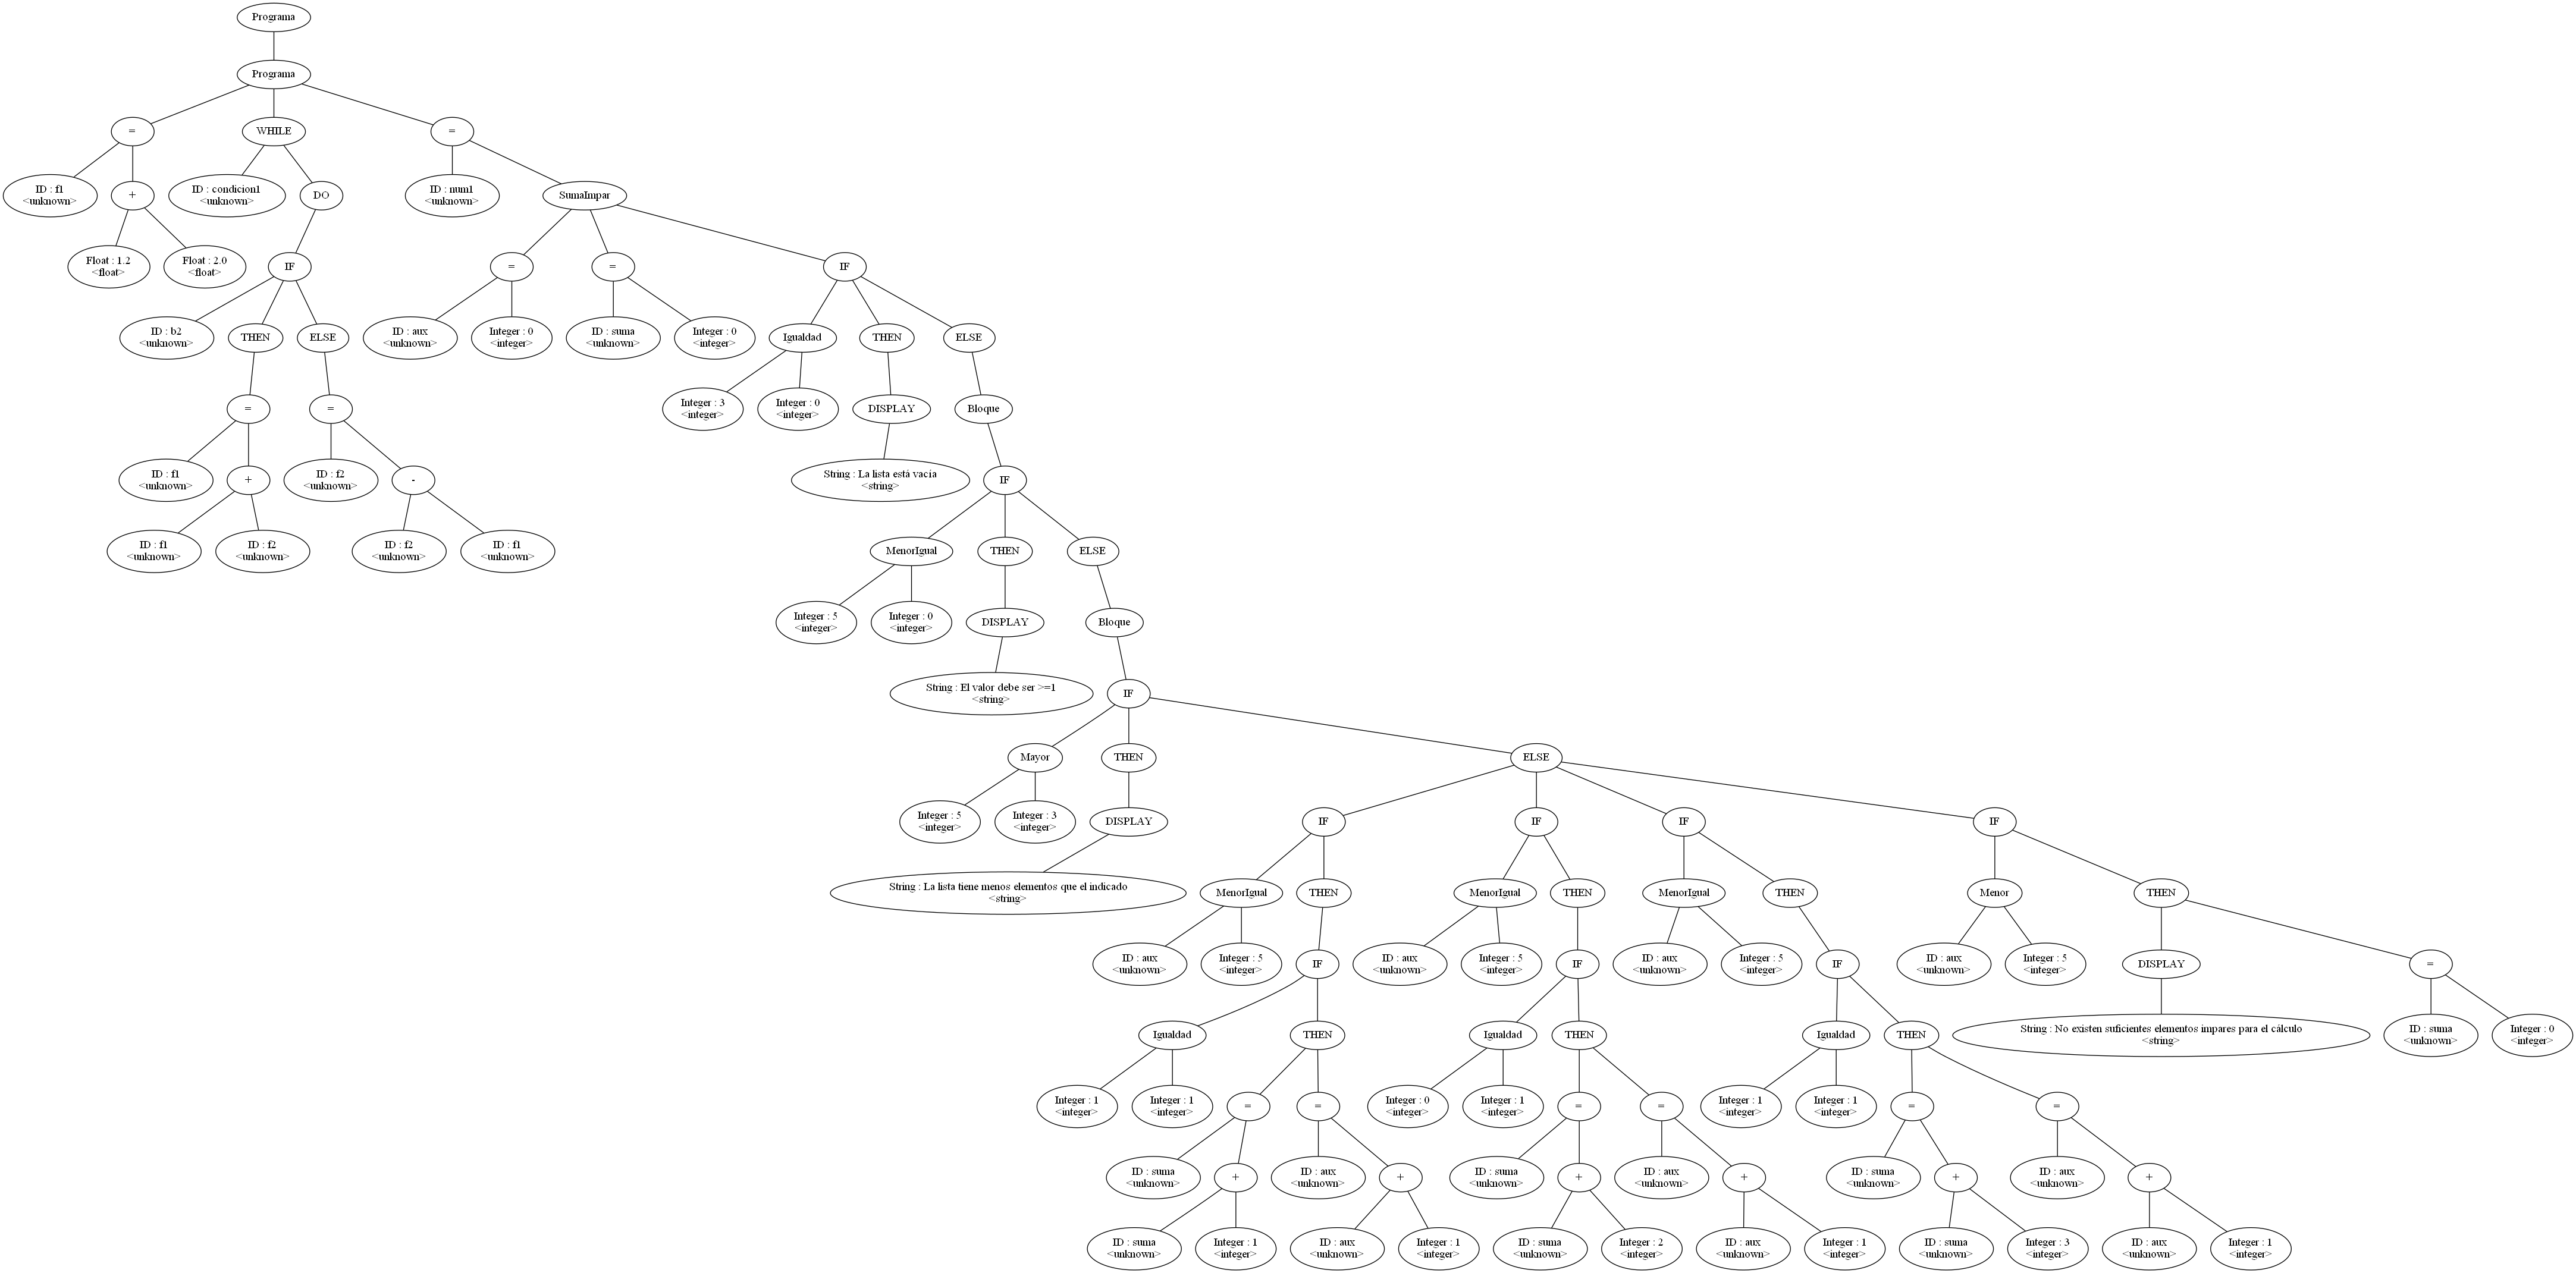 Programa
Programa
=
WHILE
=
ID : f1
<unknown>
+
ID : condicion1
<unknown>
DO
ID : num1
<unknown>
SumaImpar
Float : 1.2
<float>
Float : 2.0
<float>
IF
=
=
IF
ID : b2
<unknown>
THEN
ELSE
ID : aux
<unknown>
Integer : 0
<integer>
ID : suma
<unknown>
Integer : 0
<integer>
Igualdad
THEN
ELSE
=
=
Integer : 3
<integer>
Integer : 0
<integer>
DISPLAY
Bloque
ID : f1
<unknown>
+
ID : f2
<unknown>
-
String : La lista está vacía
<string>
IF
ID : f1
<unknown>
ID : f2
<unknown>
ID : f2
<unknown>
ID : f1
<unknown>
MenorIgual
THEN
ELSE
Integer : 5
<integer>
Integer : 0
<integer>
DISPLAY
Bloque
String : El valor debe ser >=1
<string>
IF
Mayor
THEN
ELSE
Integer : 5
<integer>
Integer : 3
<integer>
DISPLAY
IF
IF
IF
IF
String : La lista tiene menos elementos que el indicado
<string>
MenorIgual
THEN
MenorIgual
THEN
MenorIgual
THEN
Menor
THEN
ID : aux
<unknown>
Integer : 5
<integer>
IF
ID : aux
<unknown>
Integer : 5
<integer>
IF
ID : aux
<unknown>
Integer : 5
<integer>
IF
ID : aux
<unknown>
Integer : 5
<integer>
DISPLAY
=
Igualdad
THEN
Igualdad
THEN
Igualdad
THEN
String : No existen suficientes elementos impares para el cálculo
<string>
ID : suma
<unknown>
Integer : 0
<integer>
Integer : 1
<integer>
Integer : 1
<integer>
=
=
Integer : 0
<integer>
Integer : 1
<integer>
=
=
Integer : 1
<integer>
Integer : 1
<integer>
=
=
ID : suma
<unknown>
+
ID : aux
<unknown>
+
ID : suma
<unknown>
+
ID : aux
<unknown>
+
ID : suma
<unknown>
+
ID : aux
<unknown>
+
ID : suma
<unknown>
Integer : 1
<integer>
ID : aux
<unknown>
Integer : 1
<integer>
ID : suma
<unknown>
Integer : 2
<integer>
ID : aux
<unknown>
Integer : 1
<integer>
ID : suma
<unknown>
Integer : 3
<integer>
ID : aux
<unknown>
Integer : 1
<integer>